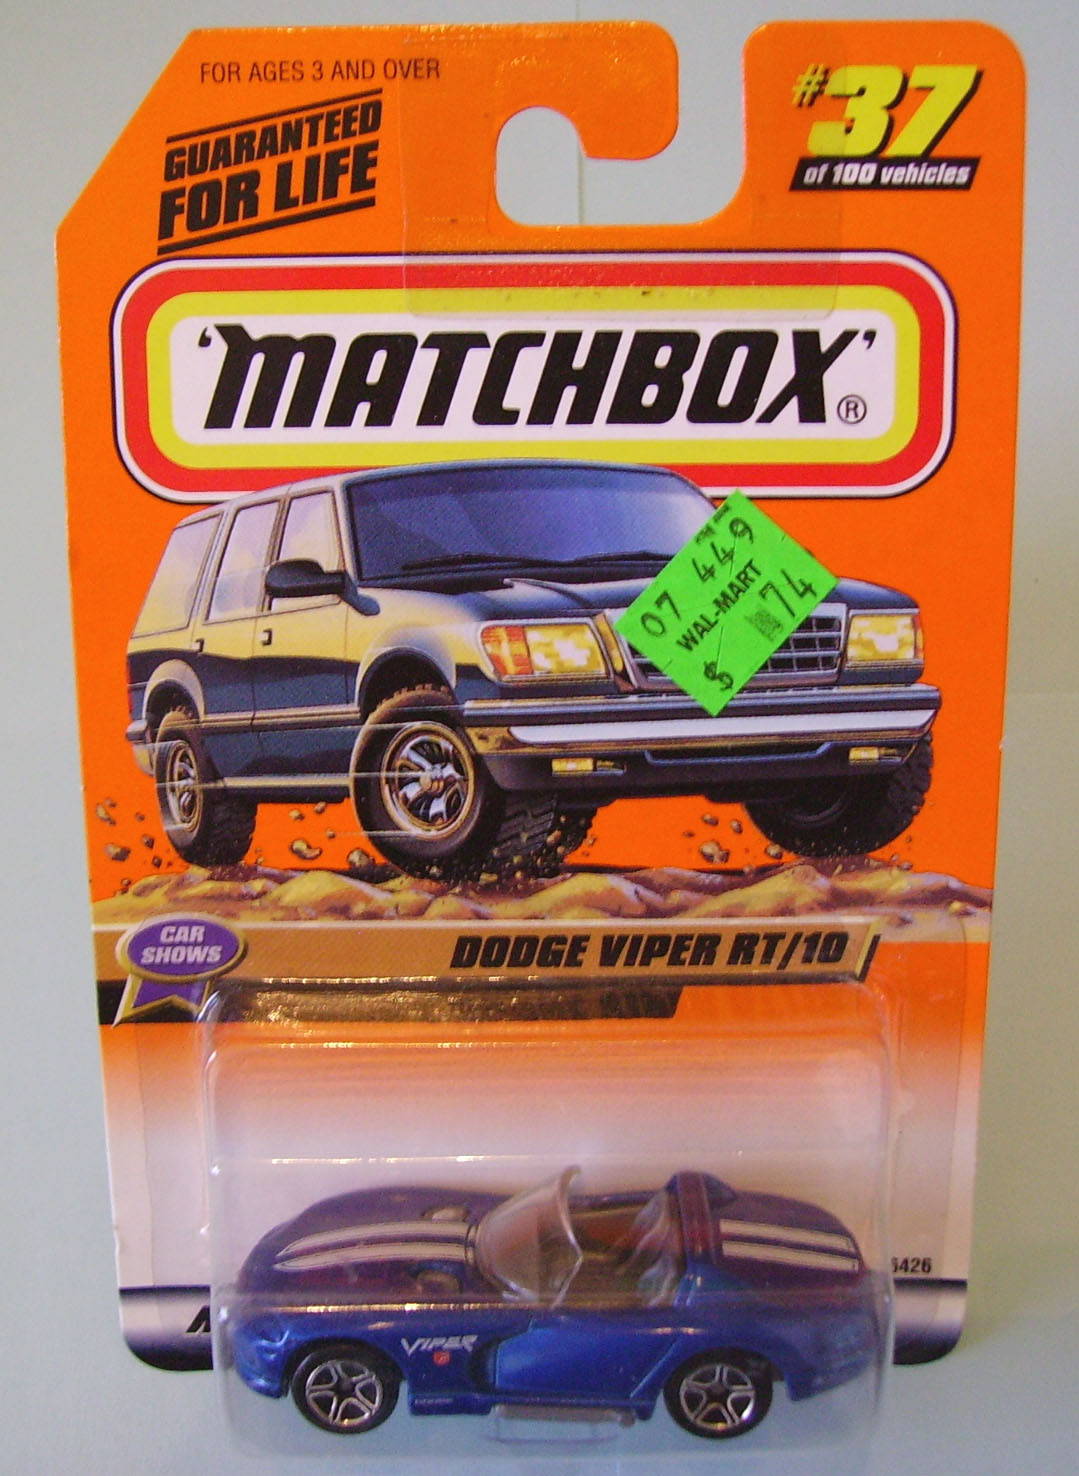 FOR AGES 3 AND OVER
GUARANTEED
FOR LIFE
#37
of 100 vehicles
'MATCHBOX'®
07 449
WAL-MART
$ 74
CAR
SHOWS
DODGE VIPER RT/10
VIPER